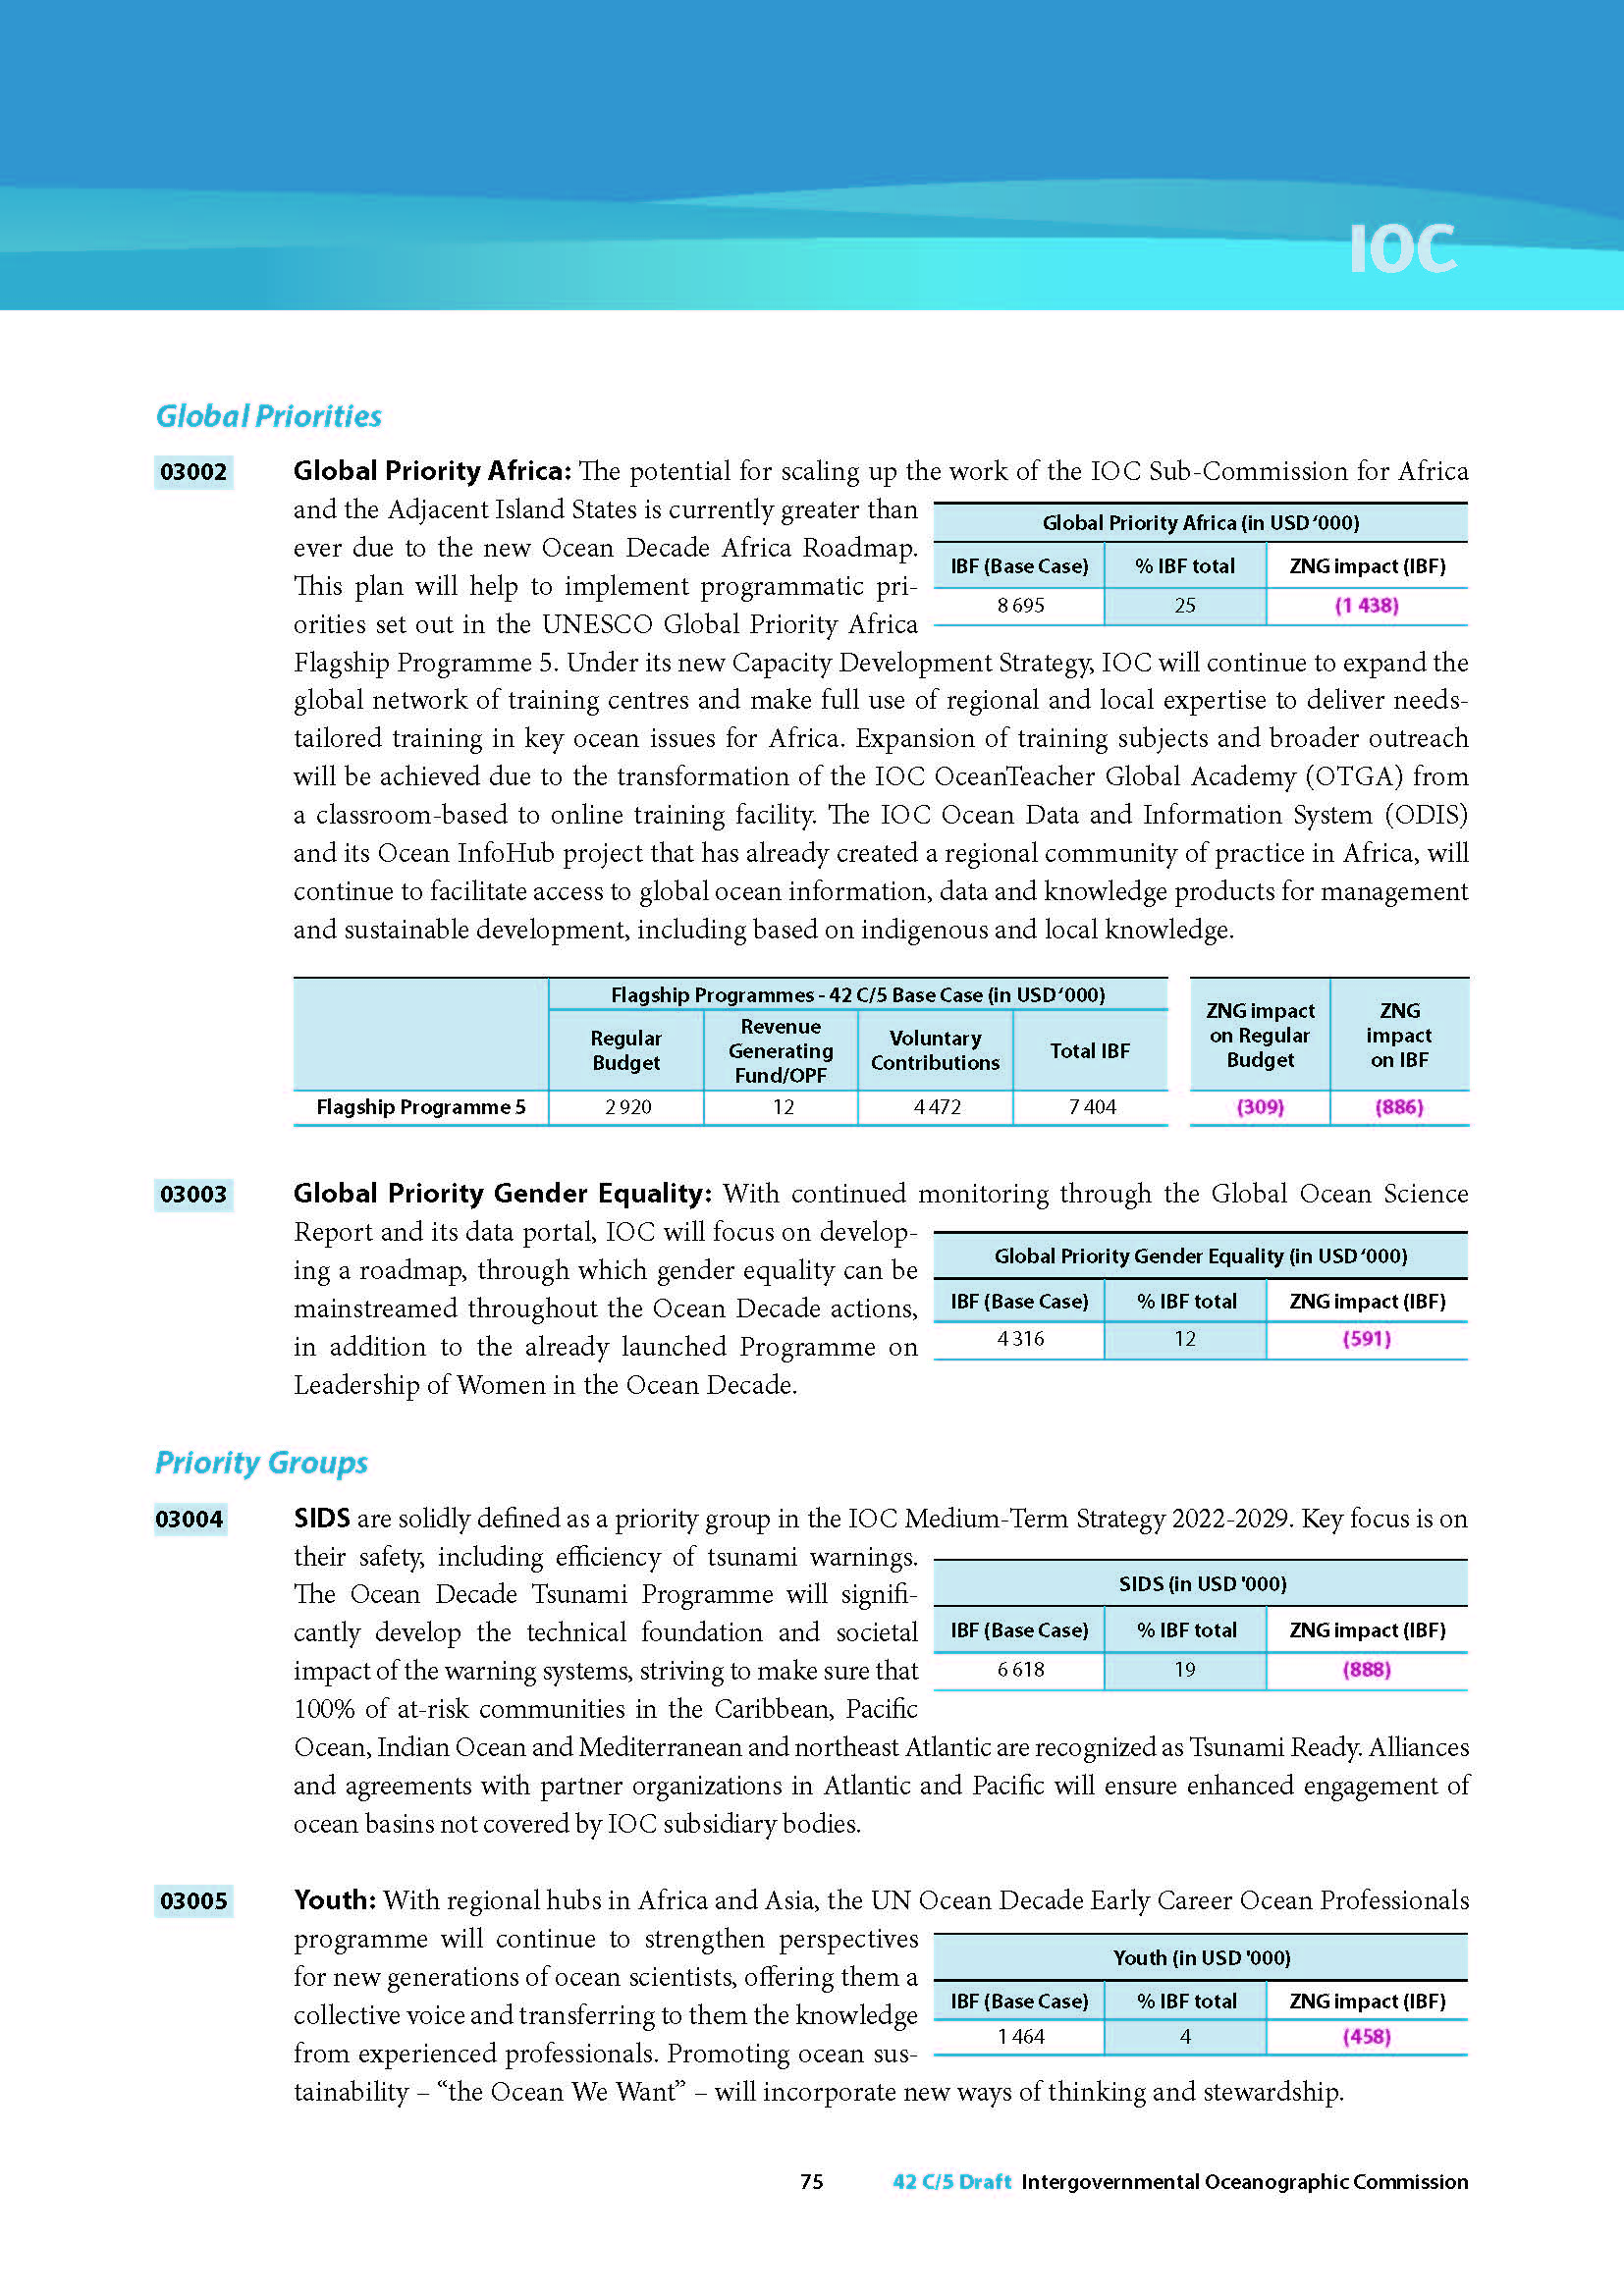 IOC
Global Priorities
03002
Global Priority Africa: The potential for scaling up the work of the IOC Sub-Commission for Africa
and the Adjacent Island States is currently greater than
ever due to the new Ocean Decade Africa Roadmap.
This plan will help to implement programmatic pri-
orities set out in the UNESCO Global Priority Africa
Global Priority Africa (in USD ‘000)
IBF (Base Case) % IBF total ZNG impact (IBF)
8 695 25 (1 438)
Flagship Programme 5. Under its new Capacity Development Strategy, IOC will continue to expand the
global network of training centres and make full use of regional and local expertise to deliver needs-
tailored training in key ocean issues for Africa. Expansion of training subjects and broader outreach
will be achieved due to the transformation of the IOC OceanTeacher Global Academy (OTGA) from
a classroom-based to online training facility. The IOC Ocean Data and Information System (ODIS)
and its Ocean InfoHub project that has already created a regional community of practice in Africa, will
continue to facilitate access to global ocean information, data and knowledge products for management
and sustainable development, including based on indigenous and local knowledge.
Flagship Programmes - 42 C/5 Base Case (in USD ‘000)
Regular
Budget
Revenue
Generating
Fund/OPF
Voluntary
Contributions
Total IBF
ZNG impact
on Regular
Budget
ZNG
impact
on IBF
Flagship Programme 5 2 920 12 4 472 7 404 (309) (886)
03003
Global Priority Gender Equality: With continued monitoring through the Global Ocean Science
Report and its data portal, IOC will focus on develop-
ing a roadmap, through which gender equality can be
mainstreamed throughout the Ocean Decade actions,
in addition to the already launched Programme on
Leadership of Women in the Ocean Decade.
Global Priority Gender Equality (in USD ‘000)
IBF (Base Case) % IBF total ZNG impact (IBF)
4 316 12 (591)
Priority Groups
03004
SIDS are solidly defined as a priority group in the IOC Medium-Term Strategy 2022-2029. Key focus is on
their safety, including efficiency of tsunami warnings.
The Ocean Decade Tsunami Programme will signifi-
cantly develop the technical foundation and societal
impact of the warning systems, striving to make sure that
100% of at-risk communities in the Caribbean, Pacific
SIDS (in USD '000)
IBF (Base Case) % IBF total ZNG impact (IBF)
6 618 19 (888)
Ocean, Indian Ocean and Mediterranean and northeast Atlantic are recognized as Tsunami Ready. Alliances
and agreements with partner organizations in Atlantic and Pacific will ensure enhanced engagement of
ocean basins not covered by IOC subsidiary bodies.
03005
Youth: With regional hubs in Africa and Asia, the UN Ocean Decade Early Career Ocean Professionals
programme will continue to strengthen perspectives
for new generations of ocean scientists, offering them a
collective voice and transferring to them the knowledge
from experienced professionals. Promoting ocean sus-
Youth (in USD '000)
IBF (Base Case) % IBF total ZNG impact (IBF)
1 464 4 (458)
tainability – “the Ocean We Want” – will incorporate new ways of thinking and stewardship.
75 42 C/5 Draft Intergovernmental Oceanographic Commission